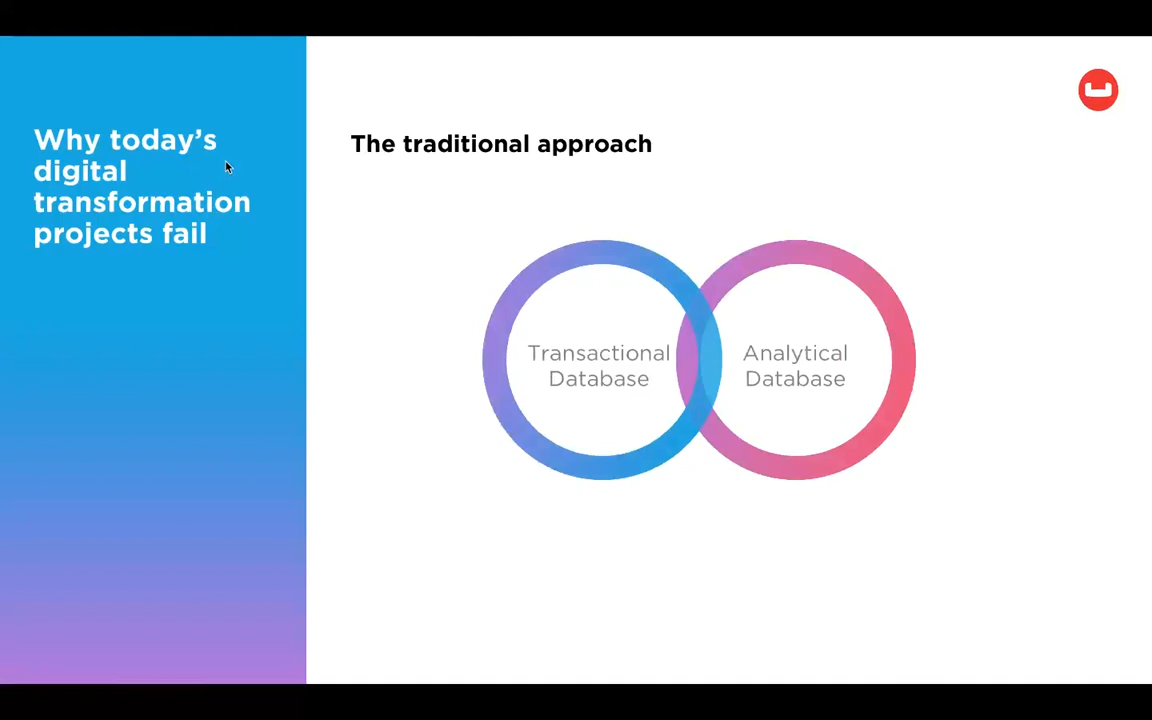 Why today’s
digital
transformation
projects fail
The traditional approach
Transactional
Database
Analytical
Database